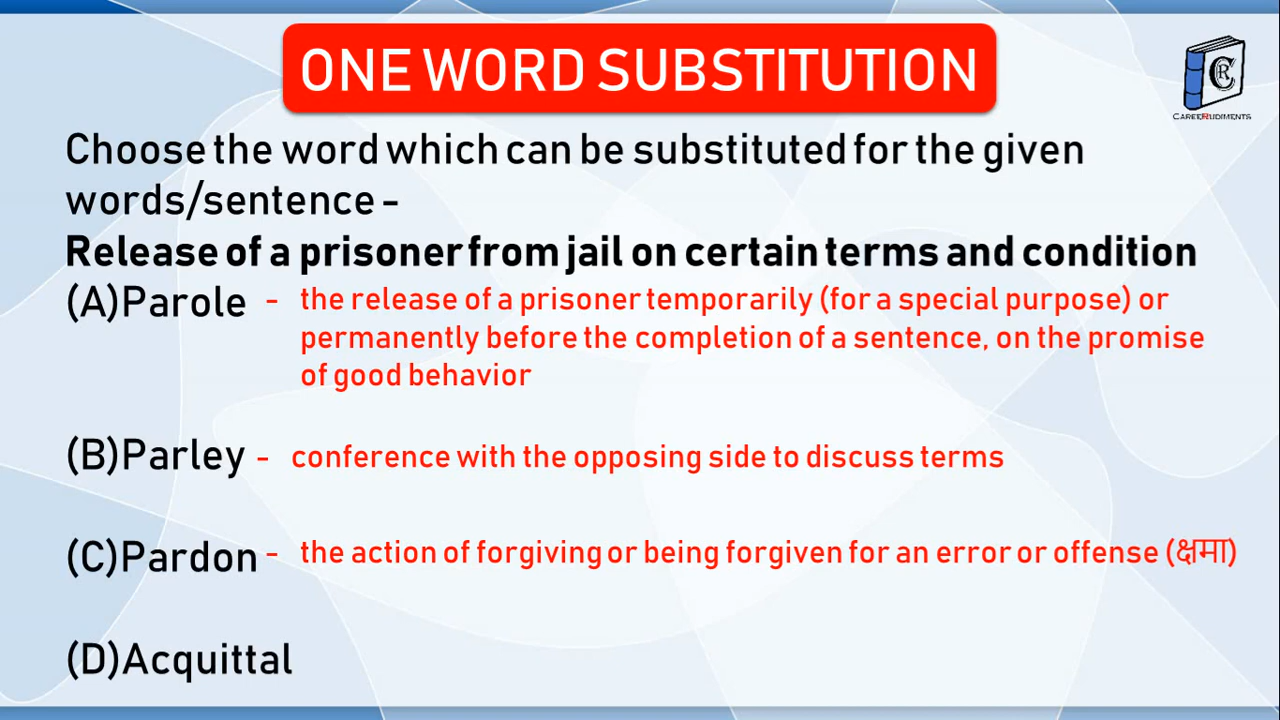 ONE WORD SUBSTITUTION
CR
CAREERUDIMENTS
Choose the word which can be substituted for the given
words/sentence -
Release of a prisoner from jail on certain terms and condition
(A)Parole - the release of a prisoner temporarily (for a special purpose) or
permanently before the completion of a sentence, on the promise
of good behavior
(B)Parley - conference with the opposing side to discuss terms
(C)Pardon - the action of forgiving or being forgiven for an error or offense (क्षमा)
(D)Acquittal